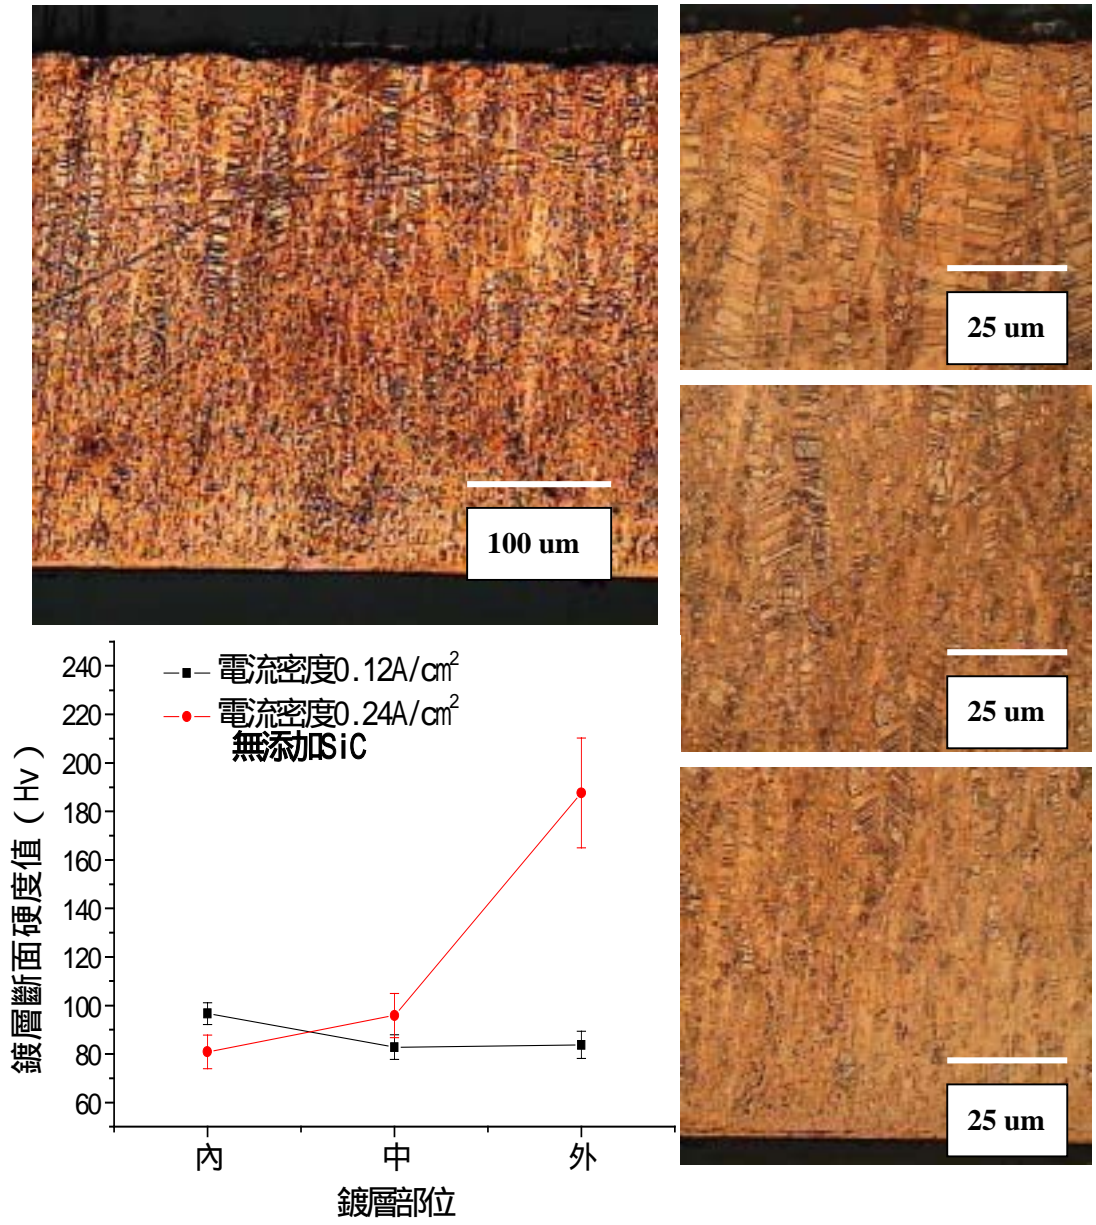 100 um
25 um
25 um
25 um
電流密度0.12A/cm²
電流密度0.24A/cm²
無添加SiC
鍍層斷面硬度值(Hv)
240
220
200
180
160
140
120
100
80
60
內
中
外
鍍層部位